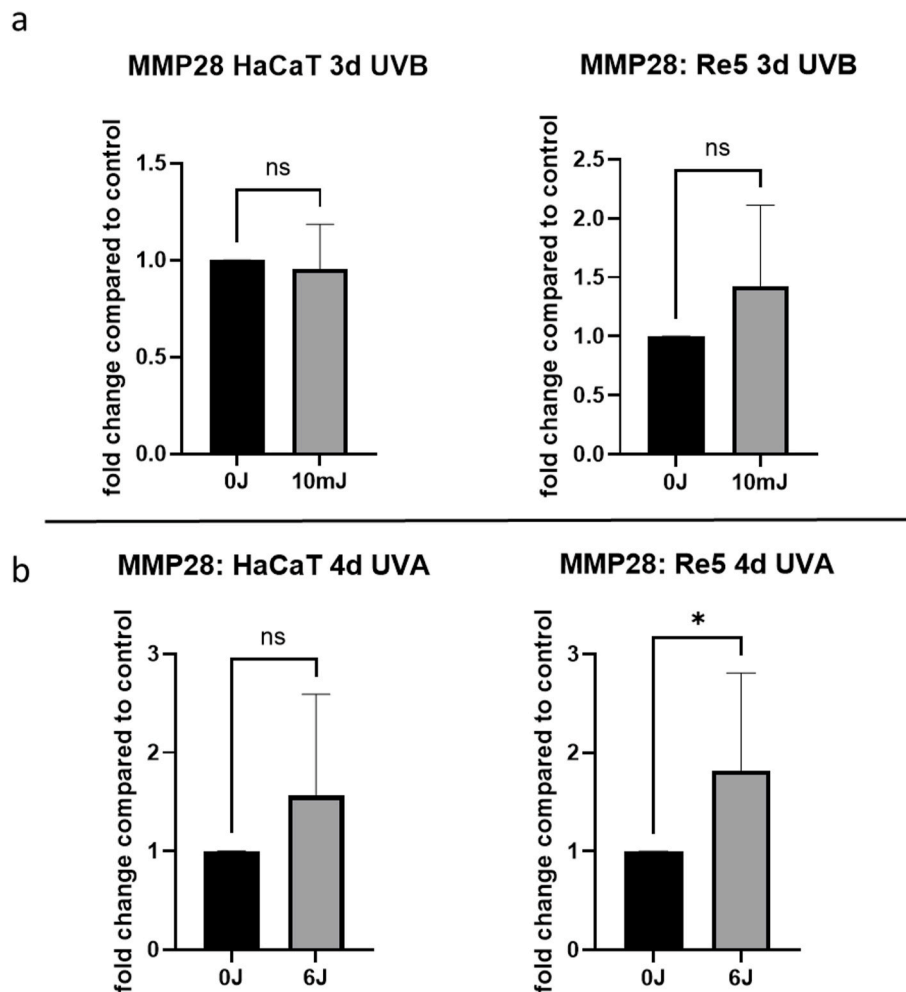 a
MMP28 HaCaT 3d UVB
fold change compared to control
1.5
1.0
0.5
0.0
ns
0J
10mJ
MMP28: Re5 3d UVB
fold change compared to control
2.5
2.0
1.5
1.0
0.5
0.0
ns
0J
10mJ
b
MMP28: HaCaT 4d UVA
fold change compared to control
3
2
1
0
ns
0J
6J
MMP28: Re5 4d UVA
fold change compared to control
3
2
1
0
*
0J
6J